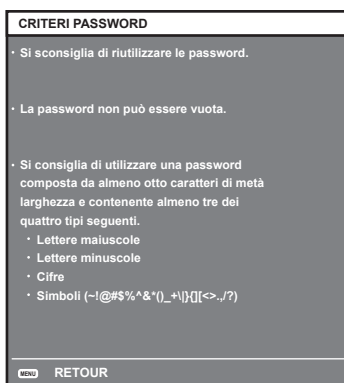 CRITERI PASSWORD
・Si sconsiglia di riutilizzare le password.
・La password non può essere vuota.
・Si consiglia di utilizzare una password
composta da almeno otto caratteri di metà
larghezza e contenente almeno tre dei
quattro tipi seguenti.
・Lettere maiuscole
・Lettere minuscole
・Cifre
・Simboli (~!@#$%^&*()_+\|}{][<>.,/?)
MENU RETOUR